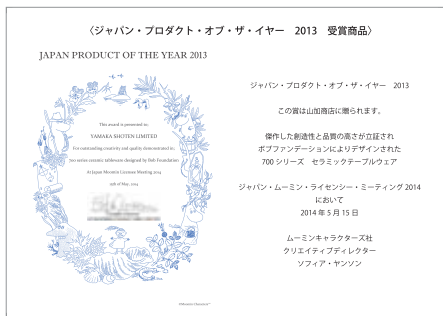 〈ジャパン・プロダクト・オブ・ザ・イヤー　2013　受賞商品〉
JAPAN PRODUCT OF THE YEAR 2013
This award is presented to:
YAMAKA SHOTEN LIMITED
For outstanding creativity and quality demonstrated in:
700 series ceramic tableware designed by Bob Foundation
At Japan Moomin Licensee Meeting 2014
15th of May, 2014
©Moomin Characters™
ジャパン・プロダクト・オブ・ザ・イヤー　2013
この賞は山加商店に贈られます。
傑作した創造性と品質の高さが立証され
ボブファンデーションによりデザインされた
700 シリーズ　セラミックテーブルウェア
ジャパン・ムーミン・ライセンシー・ミーティング 2014
において
2014 年 5 月 15 日
ムーミンキャラクターズ社
クリエイティブディレクター
ソフィア・ヤンソン